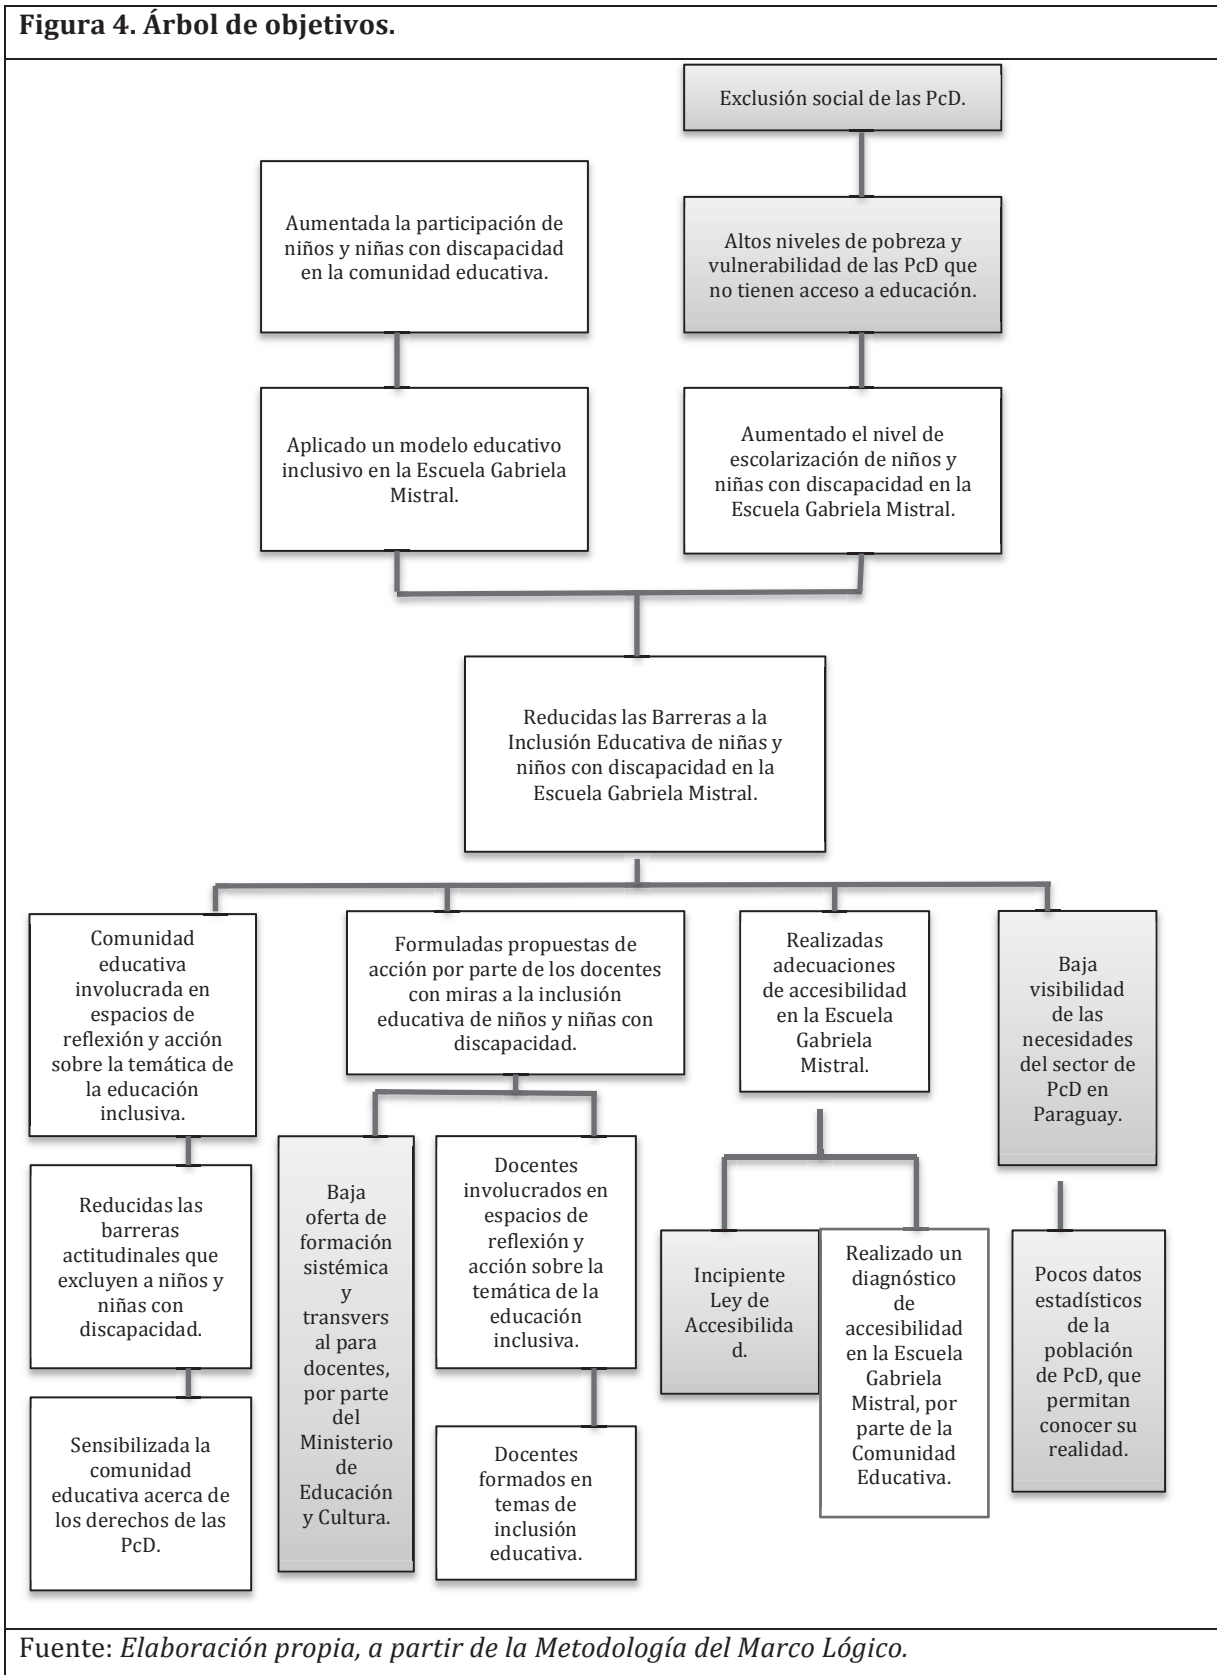 Figura 4. Árbol de objetivos.
Exclusión social de las PcD.
Aumentada la participación de
niños y niñas con discapacidad
en la comunidad educativa.
Altos niveles de pobreza y
vulnerabilidad de las PcD que
no tienen acceso a educación.
Aplicado un modelo educativo
inclusivo en la Escuela Gabriela
Mistral.
Aumentado el nivel de
escolarización de niños y
niñas con discapacidad en la
Escuela Gabriela Mistral.
Reducidas las Barreras a la
Inclusión Educativa de niñas y
niños con discapacidad en la
Escuela Gabriela Mistral.
Comunidad
educativa
involucrada en
espacios de
reflexión y acción
sobre la temática de
la educación
inclusiva.
Formuladas propuestas de
acción por parte de los docentes
con miras a la inclusión
educativa de niños y niñas con
discapacidad.
Realizadas
adecuaciones
de accesibilidad
en la Escuela
Gabriela
Mistral.
Baja
visibilidad
de las
necesidades
del sector de
PcD en
Paraguay.
Reducidas las
barreras
actitudinales que
excluyen a niños y
niñas con
discapacidad.
Baja
oferta de
formación
sistémica
y
transvers
al para
docentes,
por parte
del
Ministerio
de
Educación
y Cultura.
Docentes
involucrados en
espacios de
reflexión y
acción sobre la
temática de la
educación
inclusiva.
Incipiente
Ley de
Accesibilida
d.
Realizado un
diagnóstico
de
accesibilidad
en la Escuela
Gabriela
Mistral, por
parte de la
Comunidad
Educativa.
Pocos datos
estadísticos
de la
población
de PcD, que
permitan
conocer su
realidad.
Sensibilizada la
comunidad
educativa acerca de
los derechos de las
PcD.
Docentes
formados en
temas de
inclusión
educativa.
Fuente: Elaboración propia, a partir de la Metodología del Marco Lógico.